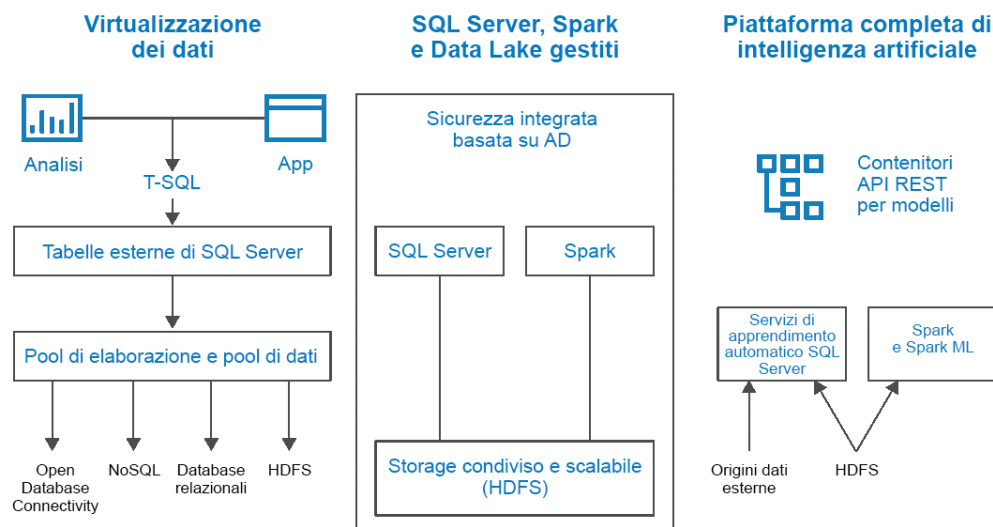 Virtualizzazione
dei dati
Analisi
App
T-SQL
Tabelle esterne di SQL Server
Pool di elaborazione e pool di dati
Open
Database
Connectivity
NoSQL
Database
relazionali
HDFS
SQL Server, Spark
e Data Lake gestiti
Sicurezza integrata
basata su AD
SQL Server
Spark
Storage condiviso e scalabile
(HDFS)
Piattaforma completa di
intelligenza artificiale
Contenitori
API REST
per modelli
Servizi di
apprendimento
automatico SQL
Server
Spark
e Spark ML
Origini dati
esterne
HDFS